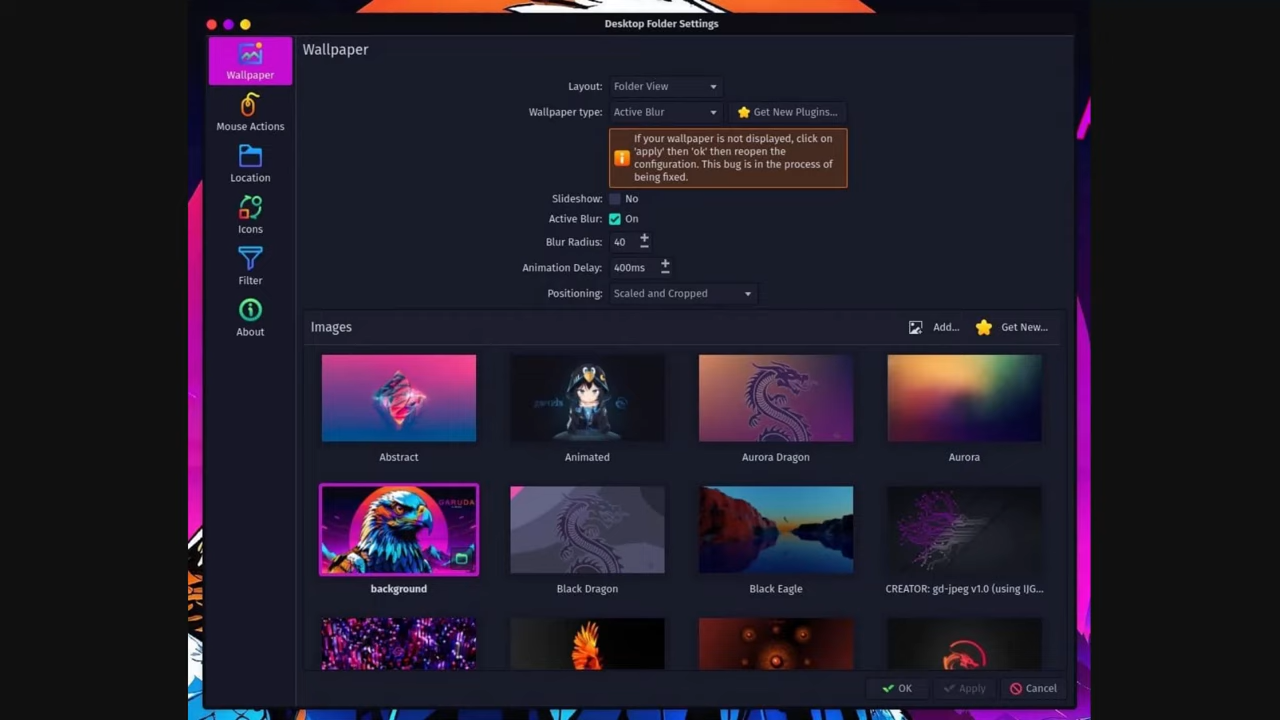 Desktop Folder Settings
Wallpaper
Mouse Actions
Location
Icons
Filter
About
Wallpaper
Layout: Folder View
Wallpaper type: Active Blur Get New Plugins...
If your wallpaper is not displayed, click on
'apply' then 'ok' then reopen the
configuration. This bug is in the process of
being fixed.
Slideshow: No
Active Blur: On
Blur Radius: 40
Animation Delay: 400ms
Positioning: Scaled and Cropped
Images Add... Get New...
Abstract Animated Aurora Dragon Aurora
GARUDA
background Black Dragon Black Eagle CREATOR: gd-jpeg v1.0 (using IJG...
OK Apply Cancel